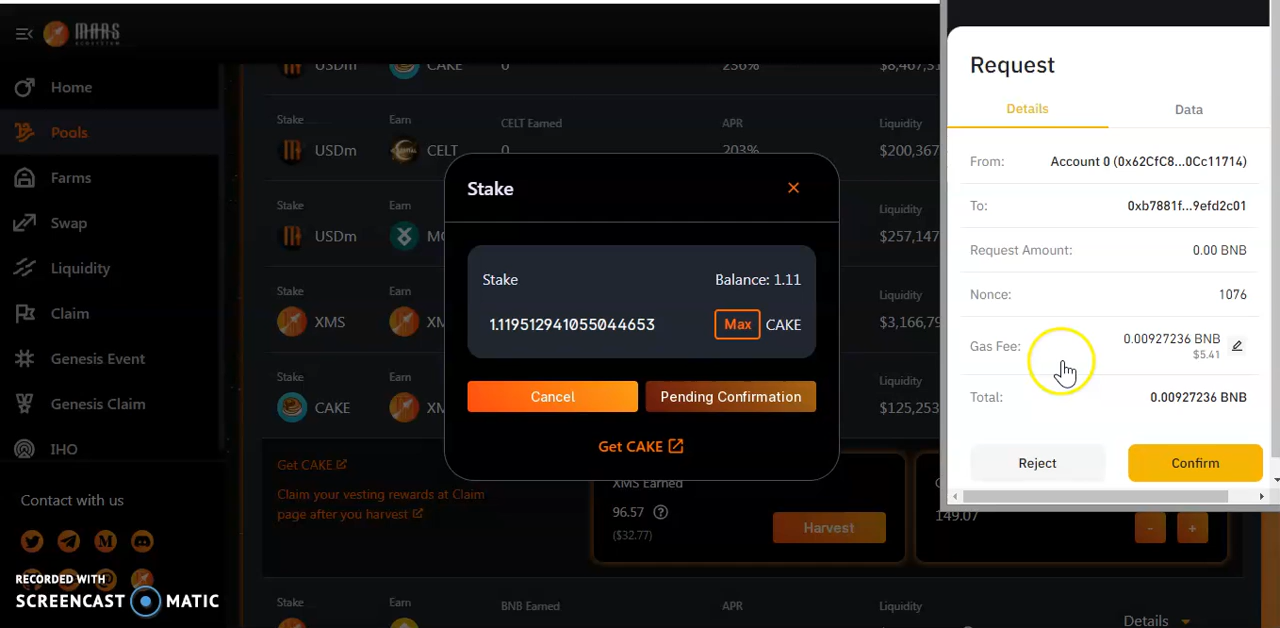 MARS
ECOSYSTEM
Home
Pools
Farms
Swap
Liquidity
Claim
Genesis Event
Genesis Claim
IHO
Contact with us
RECORDED WITH
SCREENCAST MATIC
USDm CAKE 0 236%
Stake Earn CELT Earned APR Liquidity
USDm CELT 0 203% $200,367
Stake Earn Liquidity
USDm $257,147
Stake Earn Liquidity
XMS $3,166,79
Stake Earn Liquidity
CAKE $125,253
Get CAKE
Claim your vesting rewards at Claim
page after you harvest
XMS Earned
96.57 ?
($32.77)
Harvest
149.07
- +
Stake Earn BNB Earned APR Liquidity
Details
Stake
Stake Balance: 1.11
1.119512941055044653 Max CAKE
Cancel Pending Confirmation
Get CAKE
Request
Details Data
From: Account 0 (0x62CfC8...0Cc11714)
To: 0xb7881f...9efd2c01
Request Amount: 0.00 BNB
Nonce: 1076
Gas Fee: 0.00927236 BNB
$5.41
Total: 0.00927236 BNB
Reject Confirm